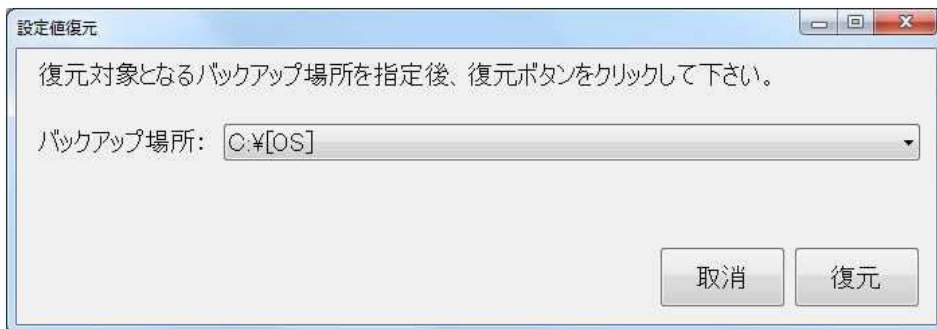 設定値復元
復元対象となるバックアップ場所を指定後、復元ボタンをクリックして下さい。
バックアップ場所： C:¥[OS]
取消 復元